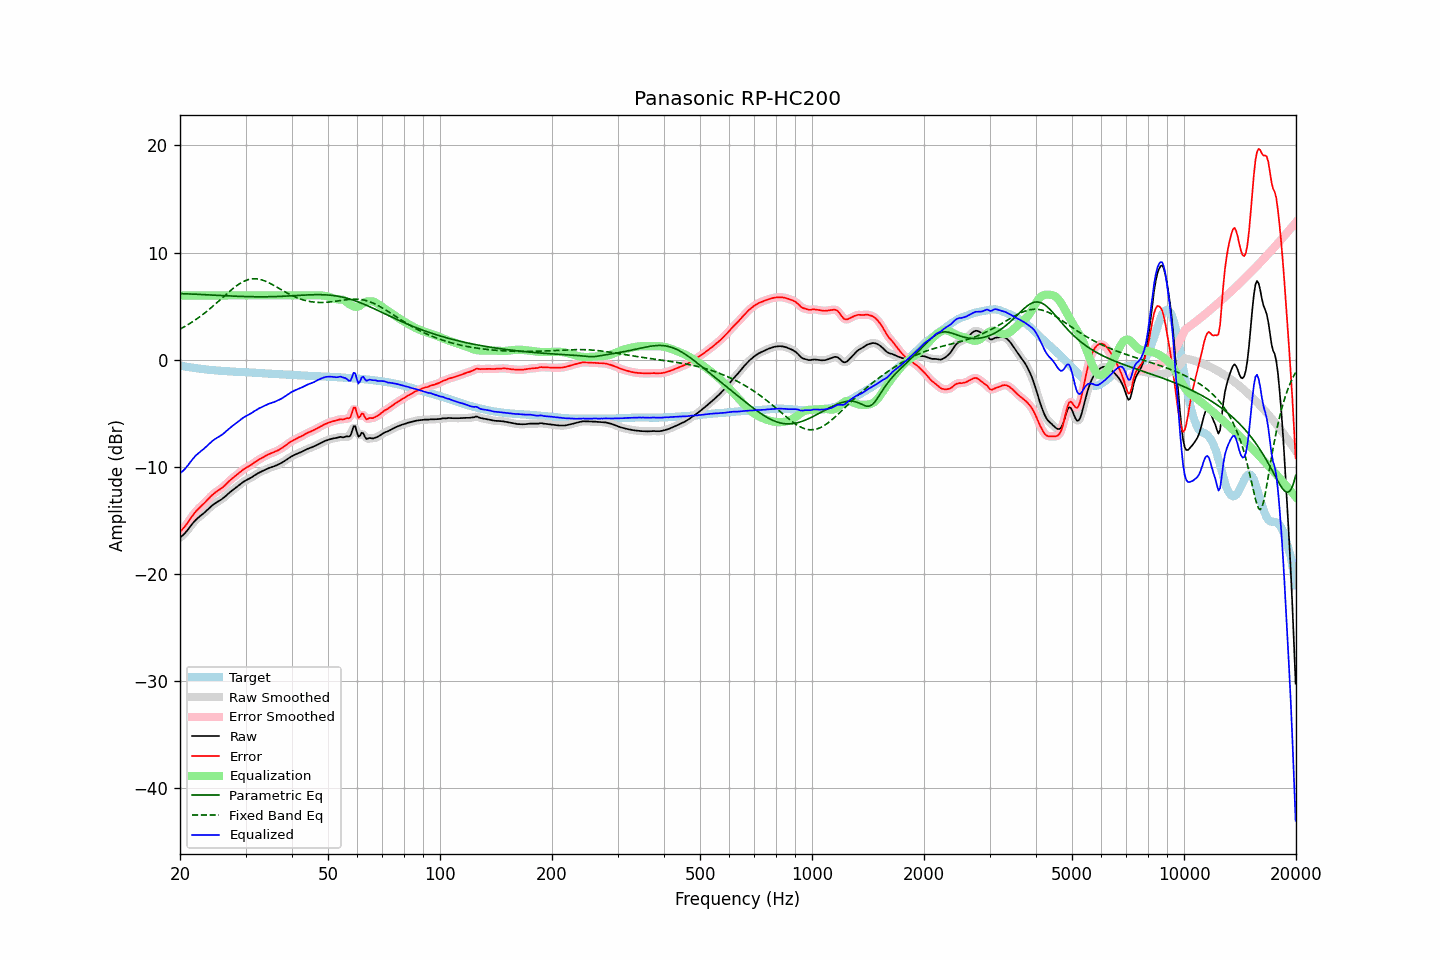 Panasonic RP-HC200
Amplitude (dBr)
20
10
0
−10
−20
−30
−40
Target
Raw Smoothed
Error Smoothed
Raw
Error
Equalization
Parametric Eq
Fixed Band Eq
Equalized
20 50 100 200 500 1000 2000 5000 10000 20000
Frequency (Hz)